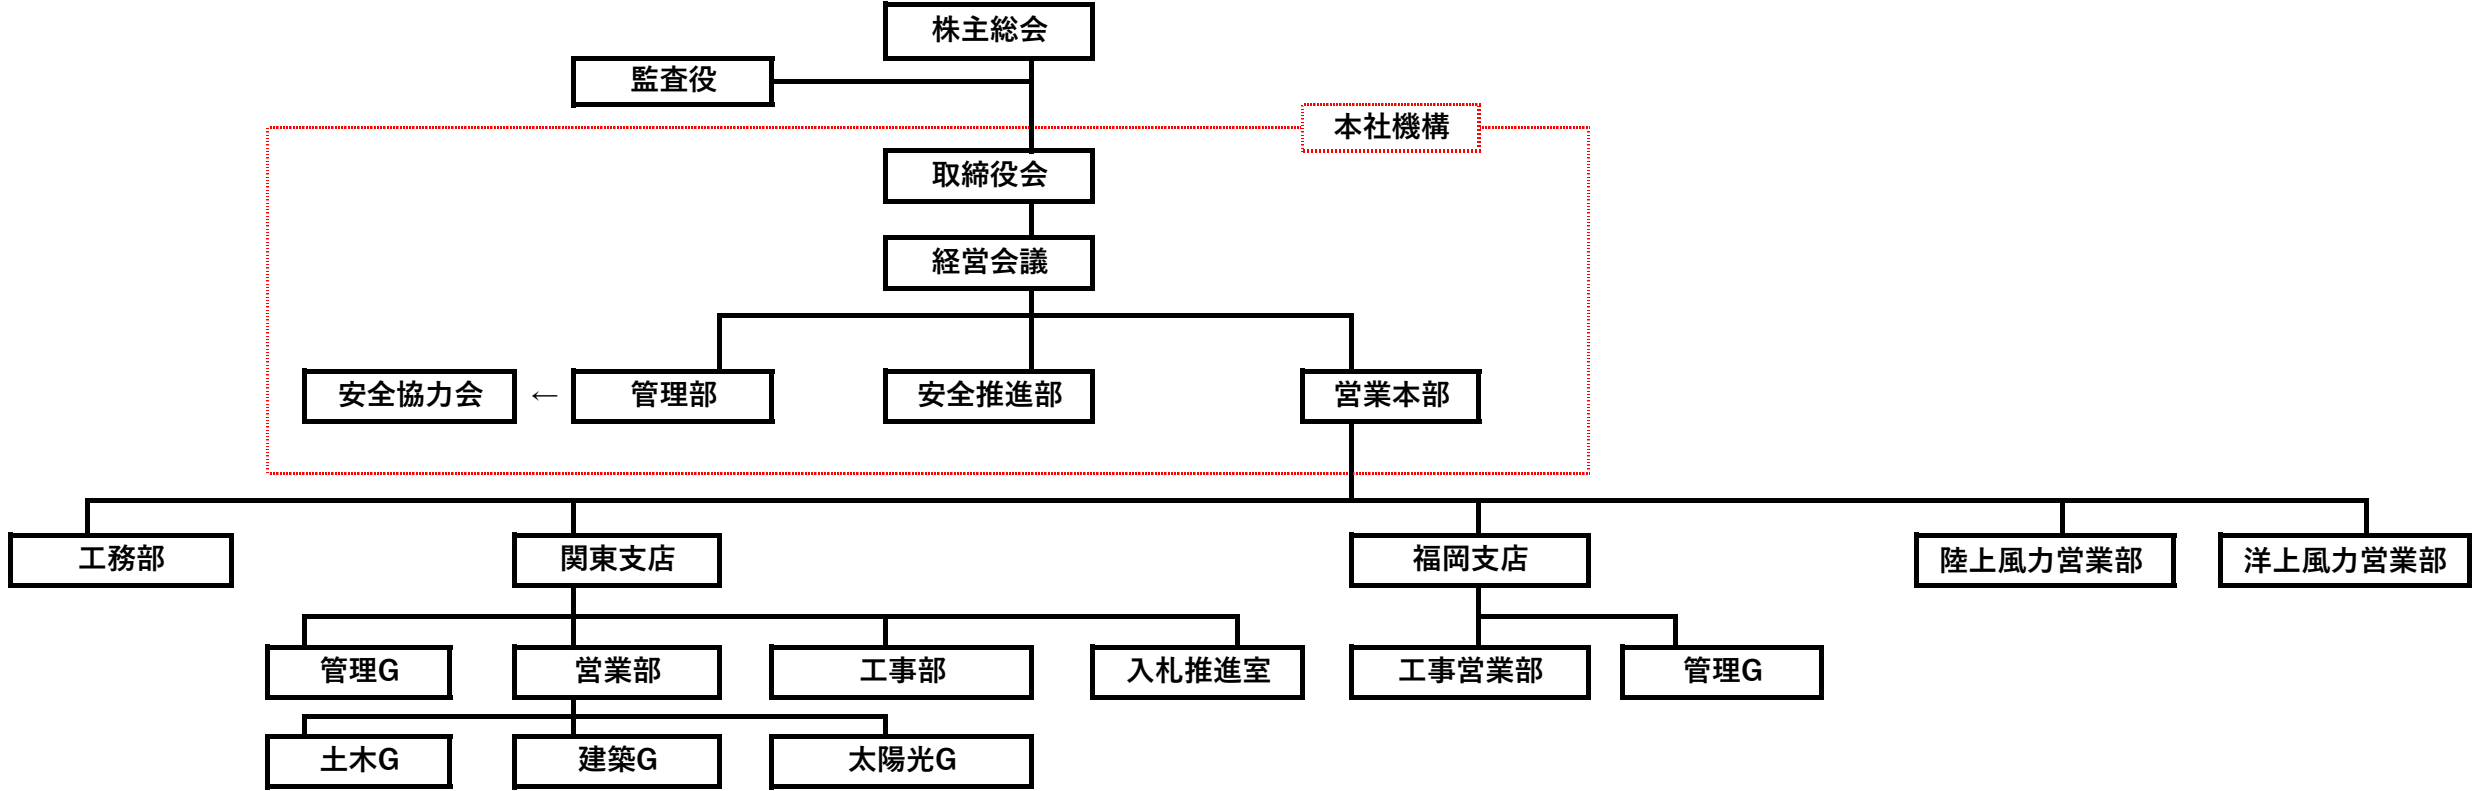 株主総会
監査役
本社機構
取締役会
経営会議
安全協力会 ← 管理部
安全推進部
営業本部
工務部
関東支店
福岡支店
陸上風力営業部
洋上風力営業部
管理G
営業部
工事部
入札推進室
工事営業部
管理G
土木G
建築G
太陽光G